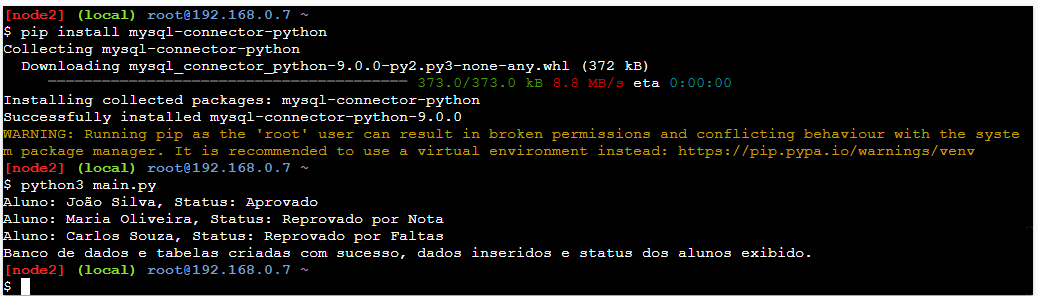 [node2] (local) root@192.168.0.7 ~
$ pip install mysql-connector-python
Collecting mysql-connector-python
  Downloading mysql_connector_python-9.0.0-py2.py3-none-any.whl (372 kB)
     ━━━━━━━━━━━━━━━━━━━━━━━━━━━━━━━━━━━━━━━━ 373.0/373.0 kB 8.8 MB/s eta 0:00:00
Installing collected packages: mysql-connector-python
Successfully installed mysql-connector-python-9.0.0
WARNING: Running pip as the 'root' user can result in broken permissions and conflicting behaviour with the syste
m package manager. It is recommended to use a virtual environment instead: https://pip.pypa.io/warnings/venv
[node2] (local) root@192.168.0.7 ~
$ python3 main.py
Aluno: João Silva, Status: Aprovado
Aluno: Maria Oliveira, Status: Reprovado por Nota
Aluno: Carlos Souza, Status: Reprovado por Faltas
Banco de dados e tabelas criadas com sucesso, dados inseridos e status dos alunos exibido.
[node2] (local) root@192.168.0.7 ~
$